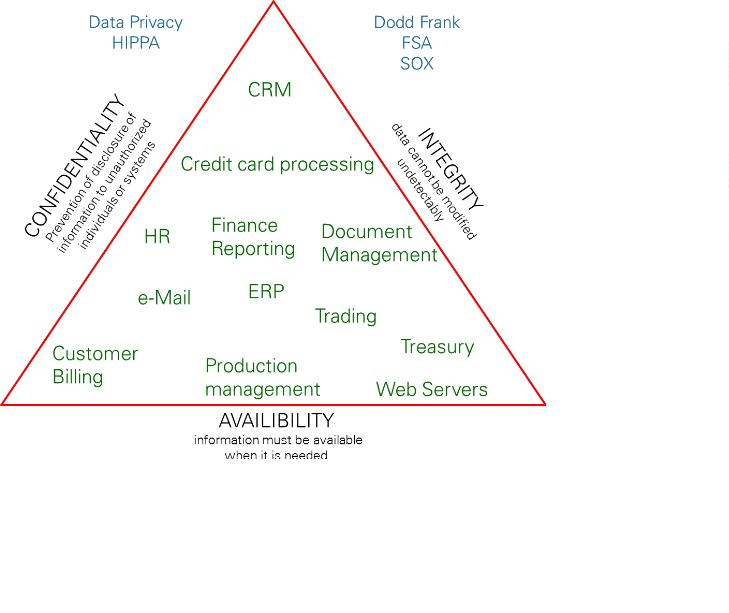 Data Privacy
HIPPA
Dodd Frank
FSA
SOX
CONFIDENTIALITY
Prevention of disclosure of
information to unauthorized
individuals or systems
INTEGRITY
data cannot be modified
undetectably
CRM
Credit card processing
HR
Finance
Reporting
Document
Management
e-Mail
ERP
Trading
Treasury
Customer
Billing
Production
management
Web Servers
AVAILIBILITY
information must be available
when it is needed